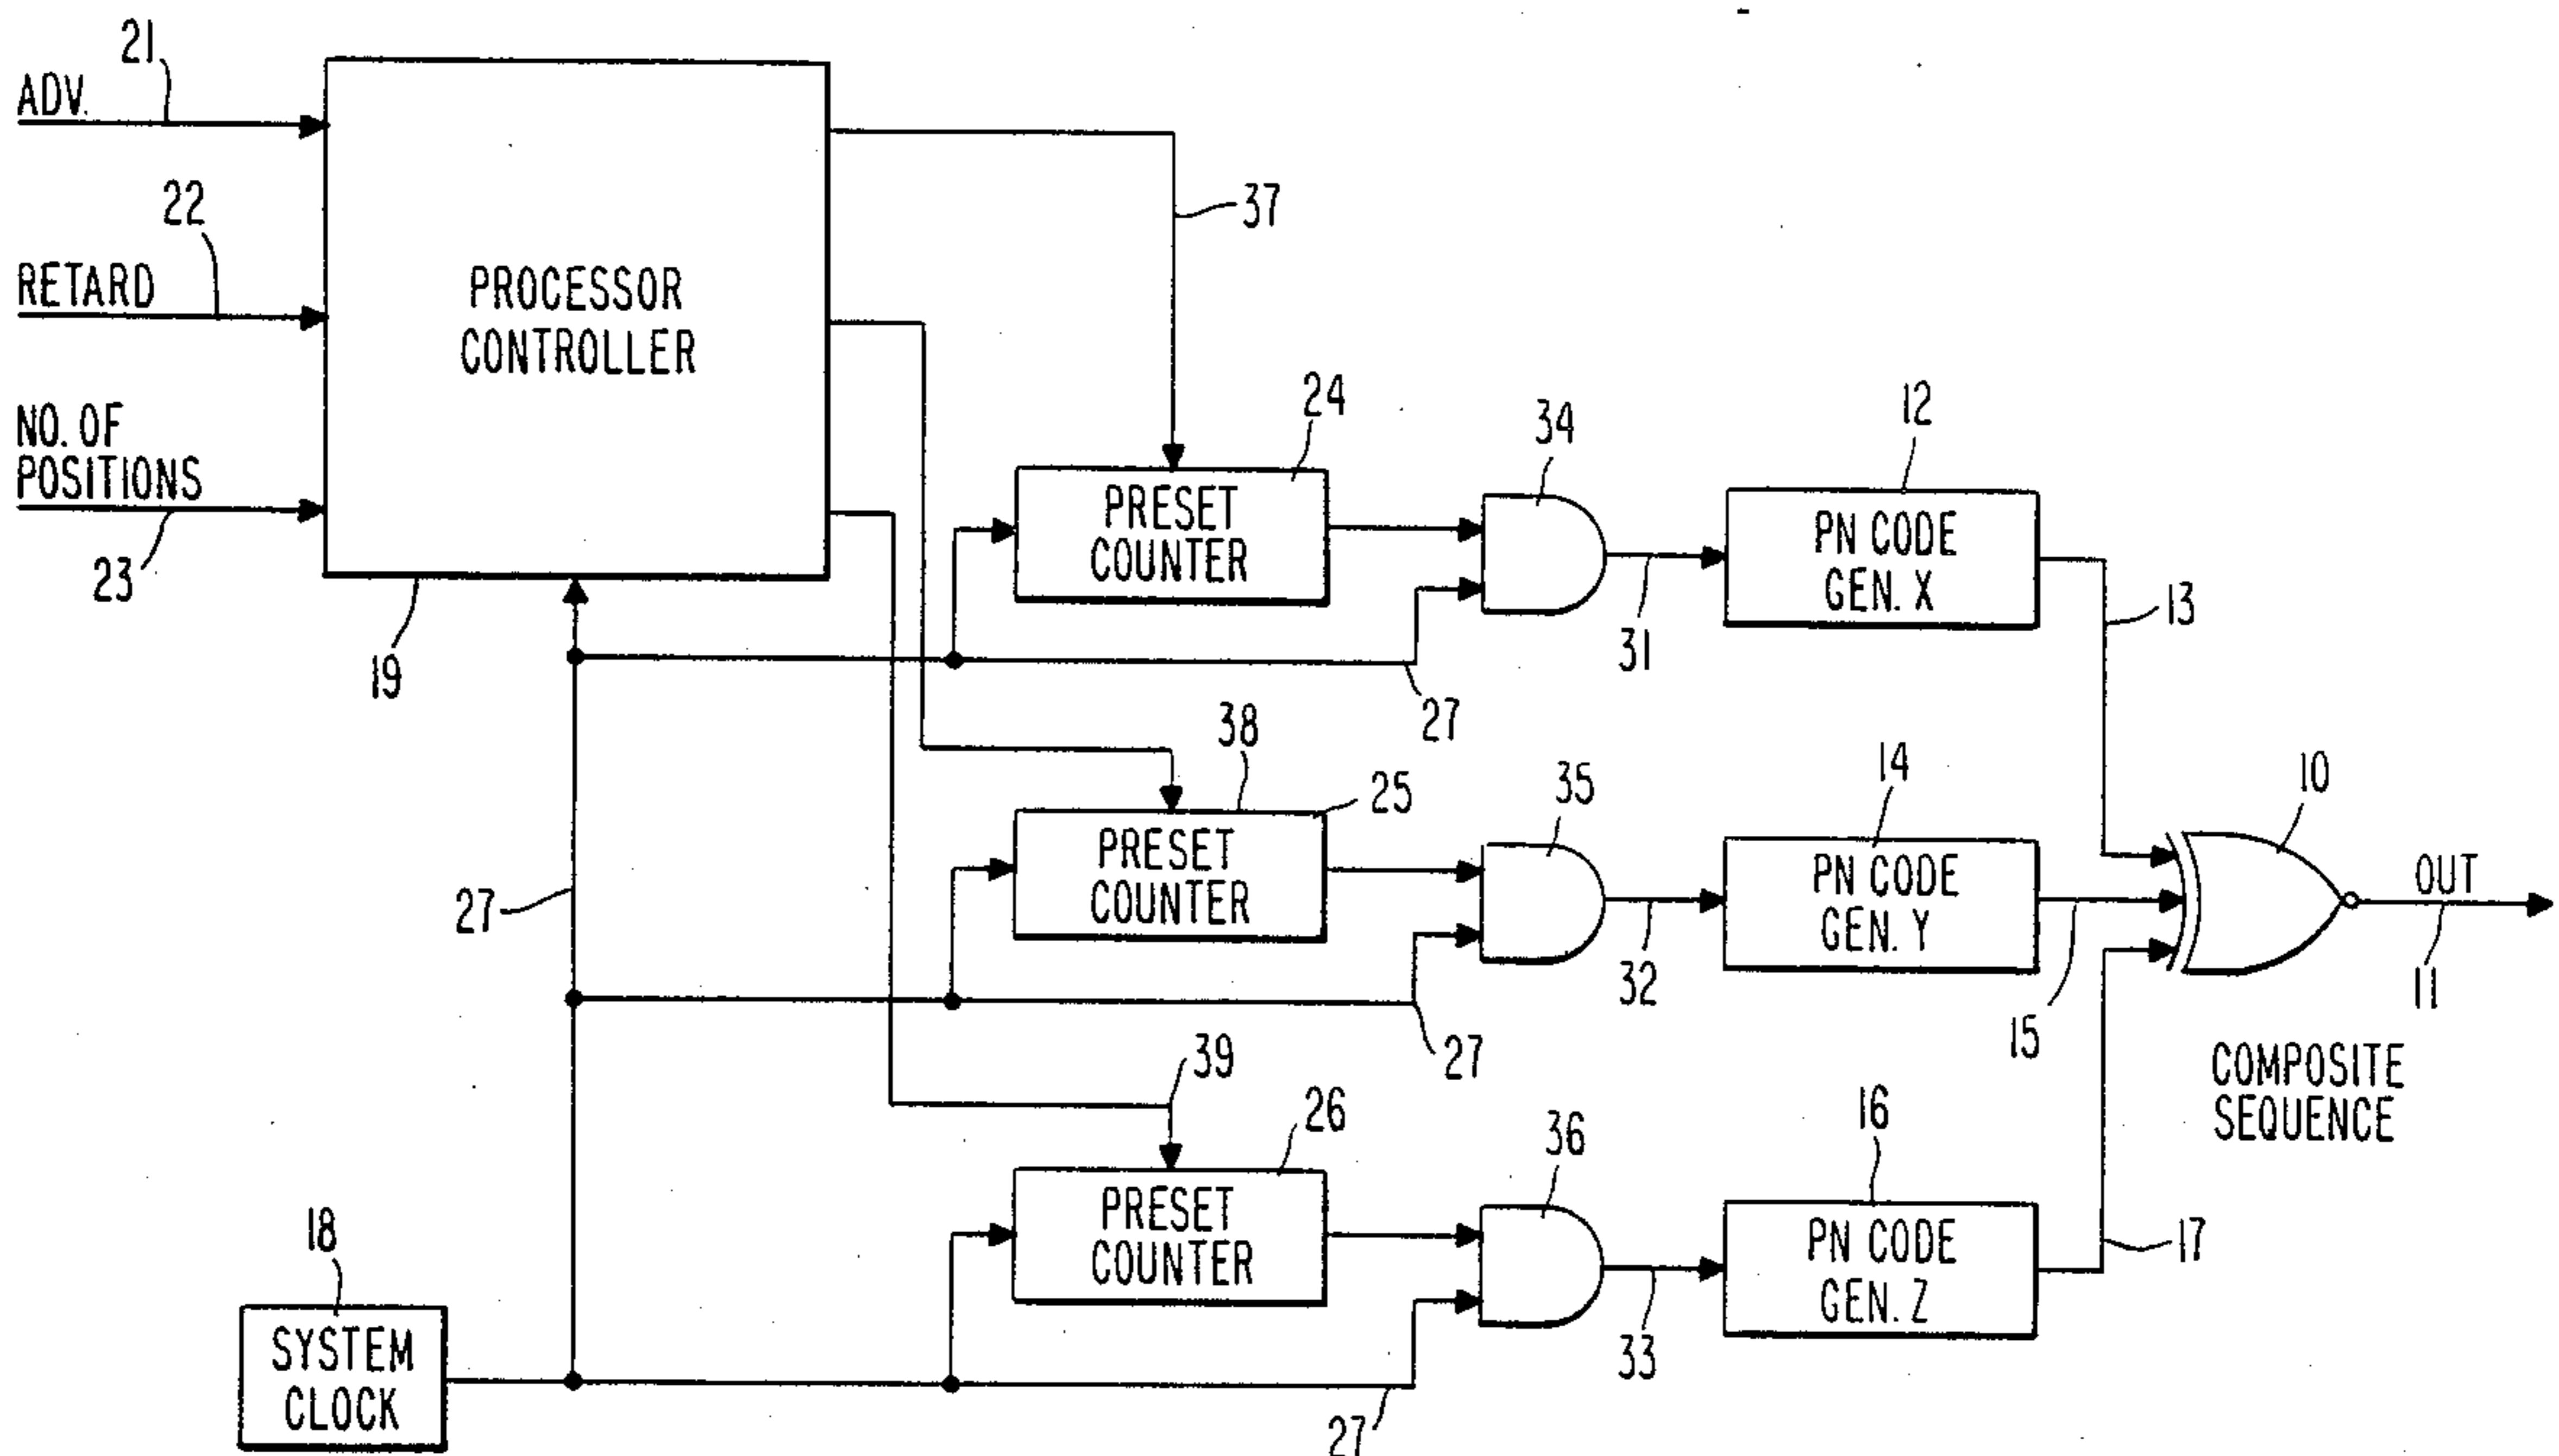 21
ADV.
22
RETARD
NO. OF
POSITIONS
23
PROCESSOR
CONTROLLER
19
37
24
PRESET
COUNTER
34
31
12
PN CODE
GEN. X
13
27
38
25
PRESET
COUNTER
35
32
14
PN CODE
GEN. Y
15
10
OUT
11
COMPOSITE
SEQUENCE
27
27
39
26
PRESET
COUNTER
36
33
16
PN CODE
GEN. Z
17
18
SYSTEM
CLOCK
27